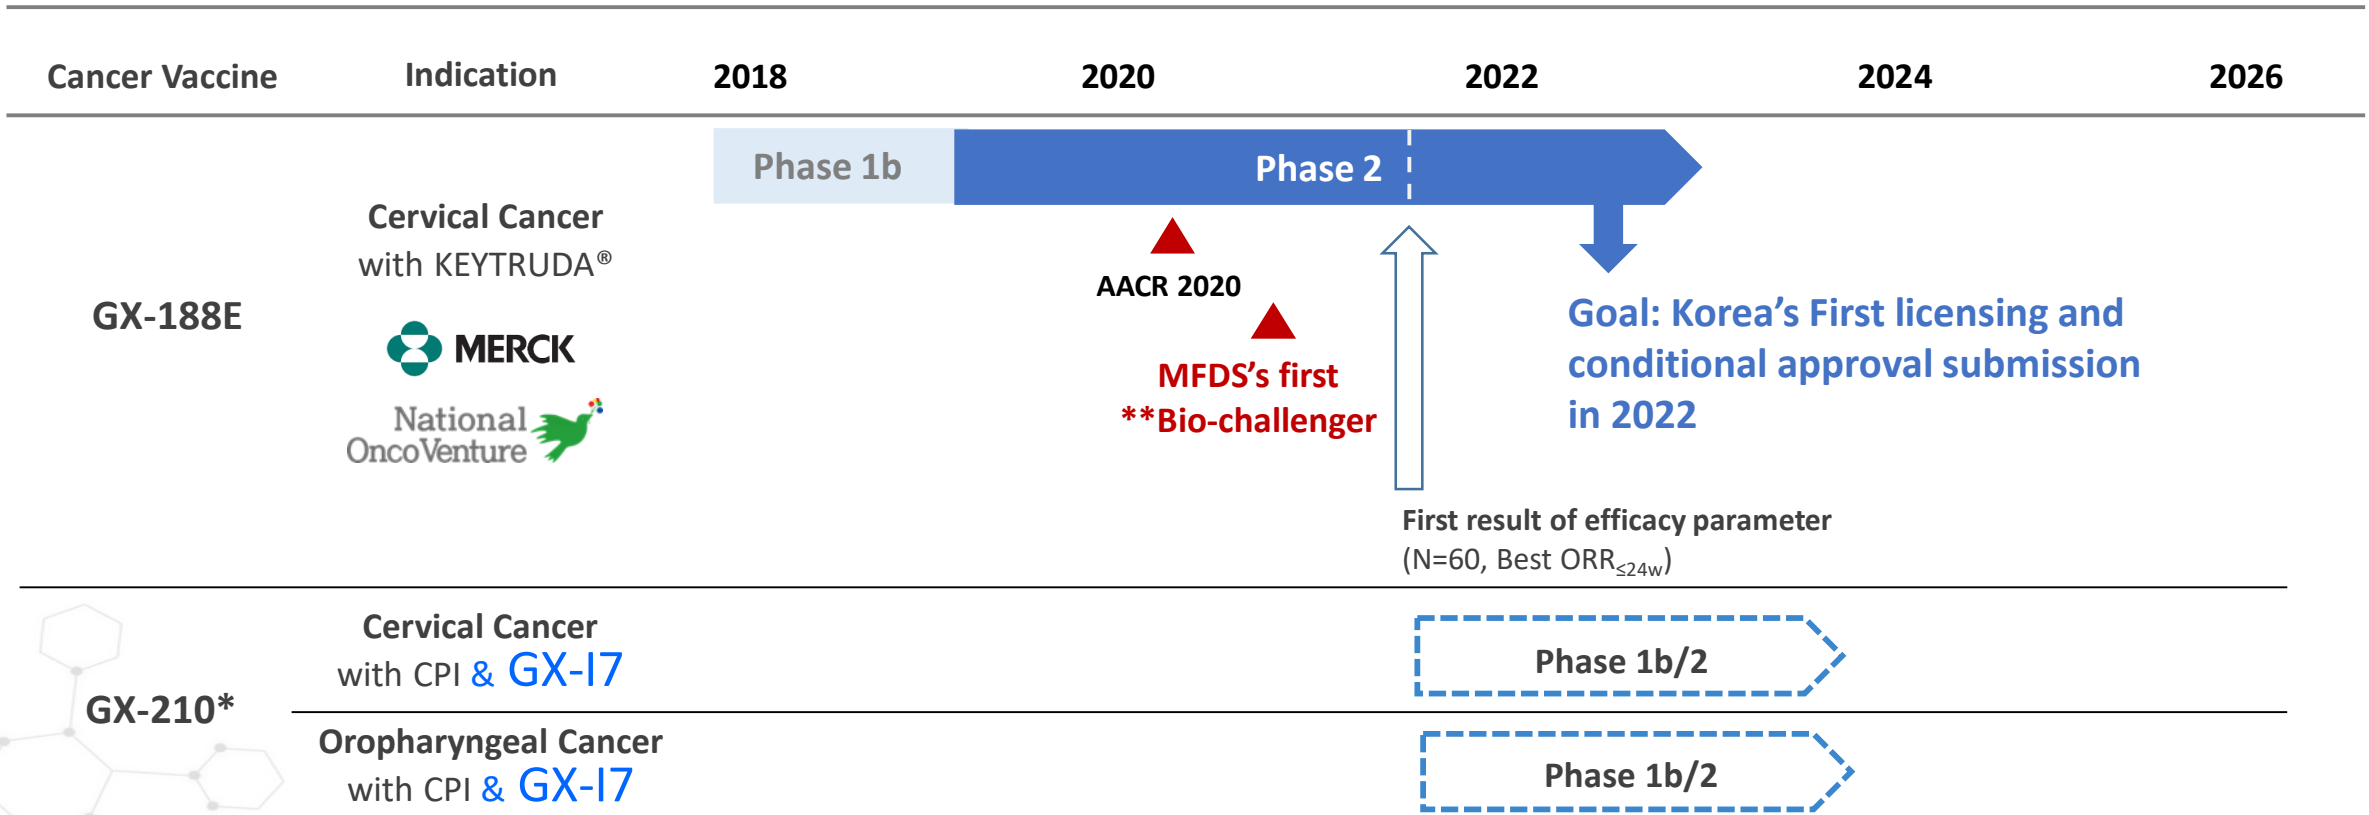 Cancer Vaccine
Indication
2018
2020
2022
2024
2026
GX-188E
Cervical Cancer
with KEYTRUDA®
MERCK
National
OncoVenture
Phase 1b
Phase 2
AACR 2020
MFDS's first
**Bio-challenger
First result of efficacy parameter
(N=60, Best ORR≤24w)
Goal: Korea's First licensing and
conditional approval submission
in 2022
GX-210*
Cervical Cancer
with CPI & GX-I7
Phase 1b/2
Oropharyngeal Cancer
with CPI & GX-I7
Phase 1b/2